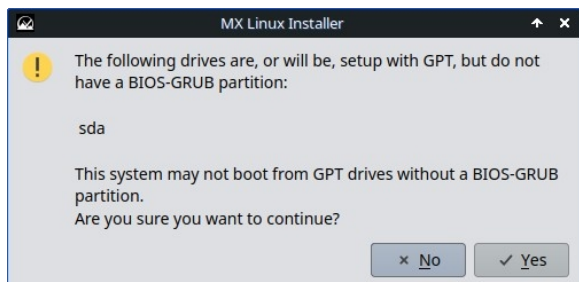 MX Linux Installer
The following drives are, or will be, setup with GPT, but do not
have a BIOS-GRUB partition:
sda
This system may not boot from GPT drives without a BIOS-GRUB
partition.
Are you sure you want to continue?
No
Yes